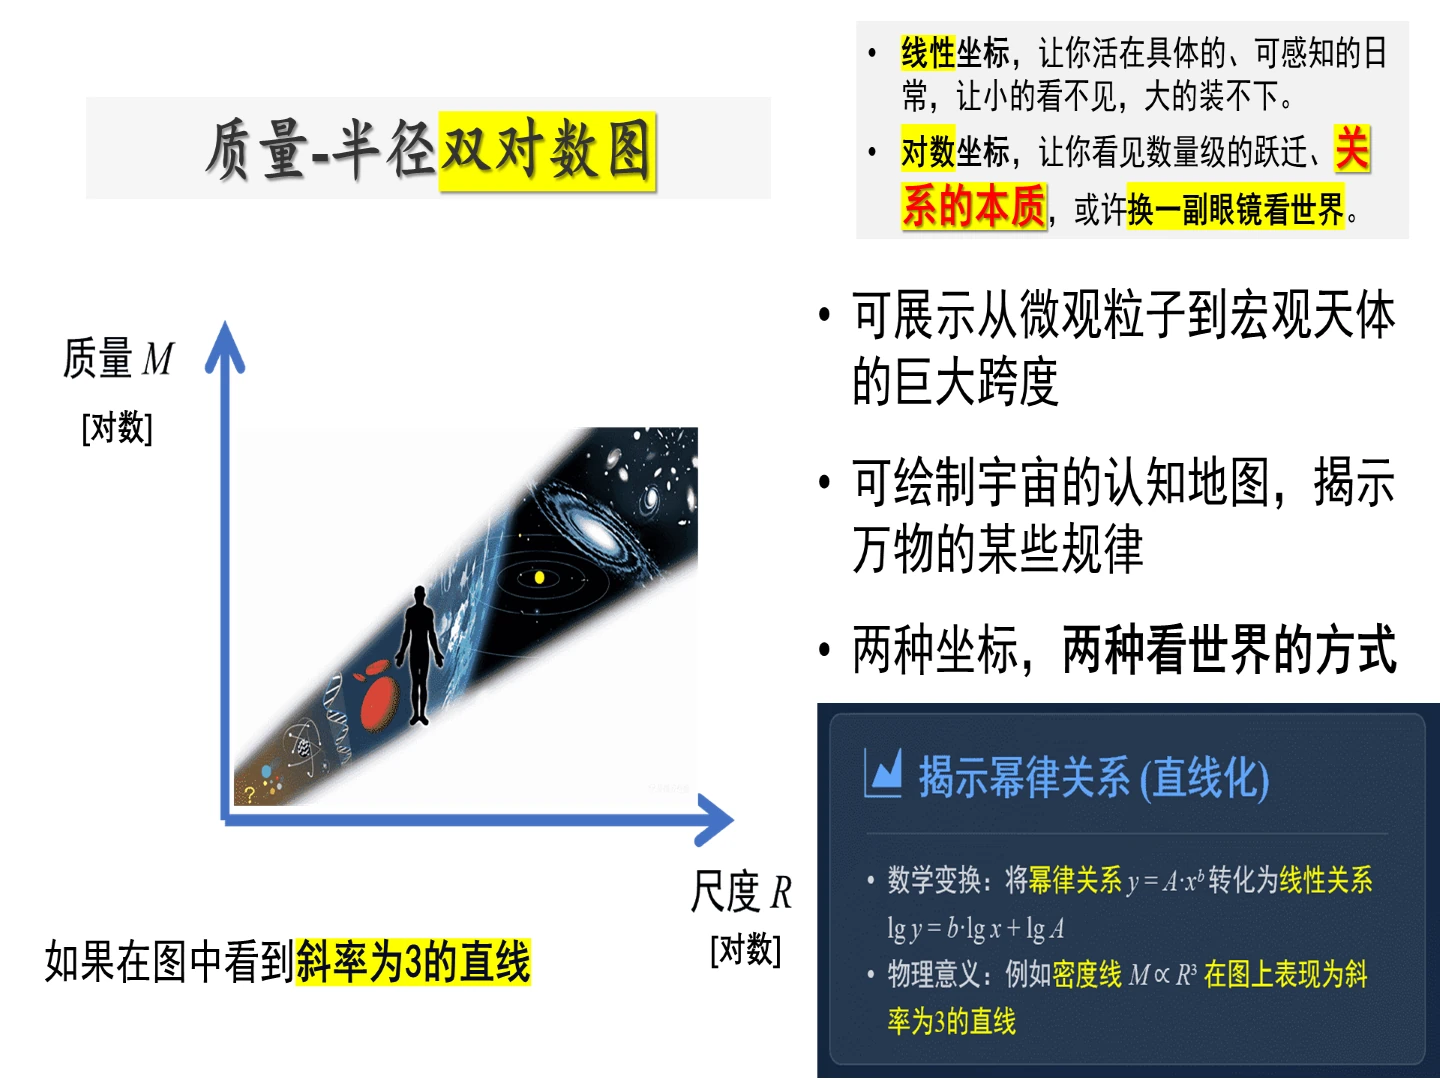 质量-半径双对数图
• 线性坐标，让你活在具体的、可感知的日
常，让小的看不见，大的装不下。
• 对数坐标，让你看见数量级的跃迁、关
系的本质，或许换一副眼镜看世界。
质量 M
[对数]
?
尺度 R
[对数]
如果在图中看到斜率为3的直线
• 可展示从微观粒子到宏观天体
的巨大跨度
• 可绘制宇宙的认知地图，揭示
万物的某些规律
• 两种坐标，两种看世界的方式
揭示幂律关系 (直线化)
• 数学变换：将幂律关系 y = A·xᵇ 转化为线性关系
lg y = b·lg x + lg A
• 物理意义：例如密度线 M ∝ R³ 在图上表现为斜
率为3的直线